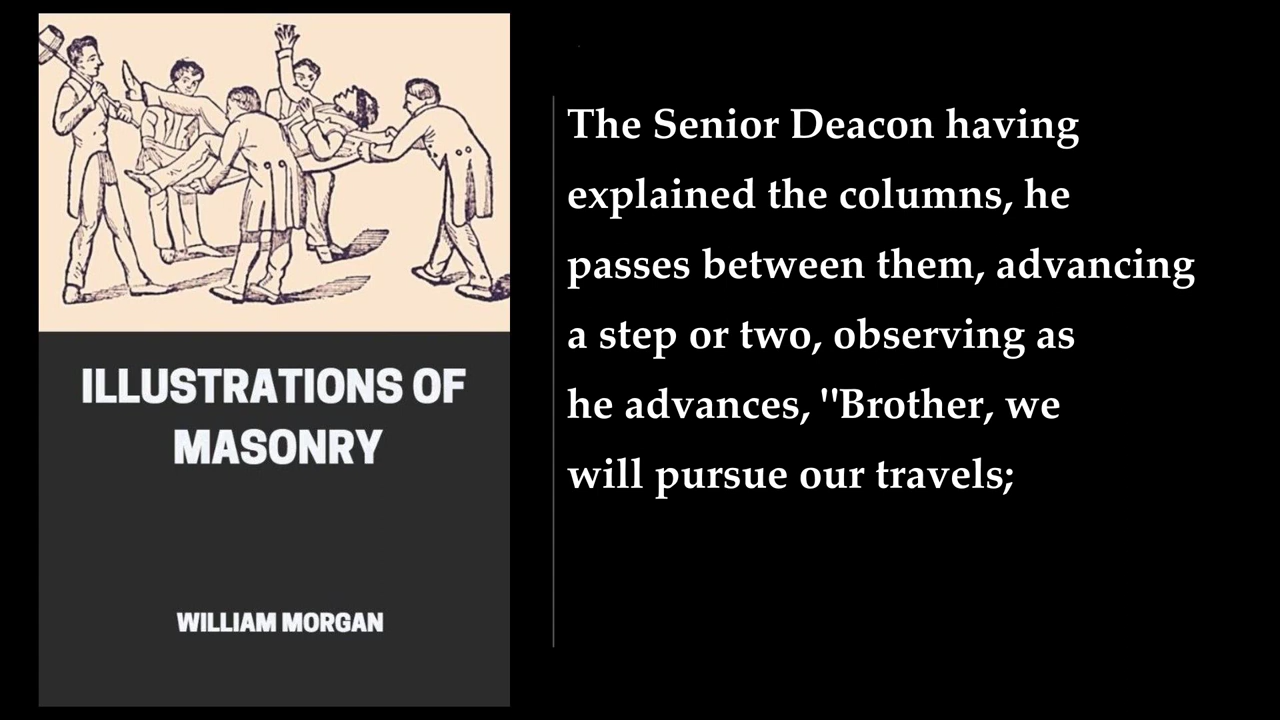 ILLUSTRATIONS OF
MASONRY
WILLIAM MORGAN
The Senior Deacon having
explained the columns, he
passes between them, advancing
a step or two, observing as
he advances, "Brother, we
will pursue our travels;